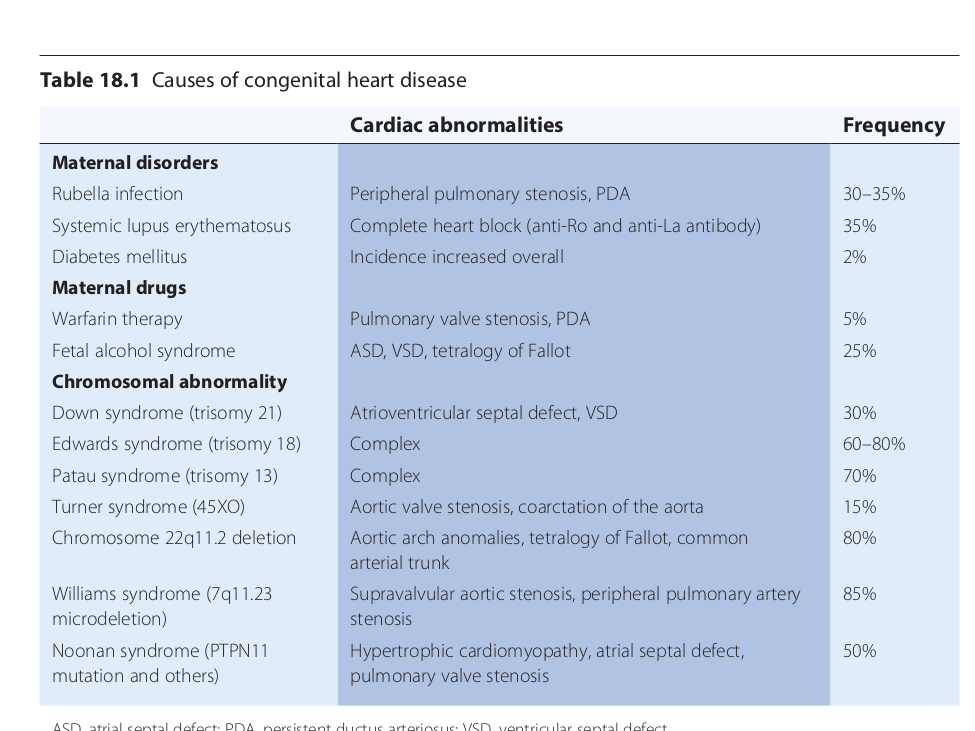 Table 18.1 Causes of congenital heart disease
Cardiac abnormalities Frequency
Maternal disorders
Rubella infection Peripheral pulmonary stenosis, PDA 30–35%
Systemic lupus erythematosus Complete heart block (anti-Ro and anti-La antibody) 35%
Diabetes mellitus Incidence increased overall 2%
Maternal drugs
Warfarin therapy Pulmonary valve stenosis, PDA 5%
Fetal alcohol syndrome ASD, VSD, tetralogy of Fallot 25%
Chromosomal abnormality
Down syndrome (trisomy 21) Atrioventricular septal defect, VSD 30%
Edwards syndrome (trisomy 18) Complex 60–80%
Patau syndrome (trisomy 13) Complex 70%
Turner syndrome (45XO) Aortic valve stenosis, coarctation of the aorta 15%
Chromosome 22q11.2 deletion Aortic arch anomalies, tetralogy of Fallot, common 80%
arterial trunk
Williams syndrome (7q11.23 Supravalvular aortic stenosis, peripheral pulmonary artery 85%
microdeletion) stenosis
Noonan syndrome (PTPN11 Hypertrophic cardiomyopathy, atrial septal defect, 50%
mutation and others) pulmonary valve stenosis
ASD, atrial septal defect; PDA, persistent ductus arteriosus; VSD, ventricular septal defect